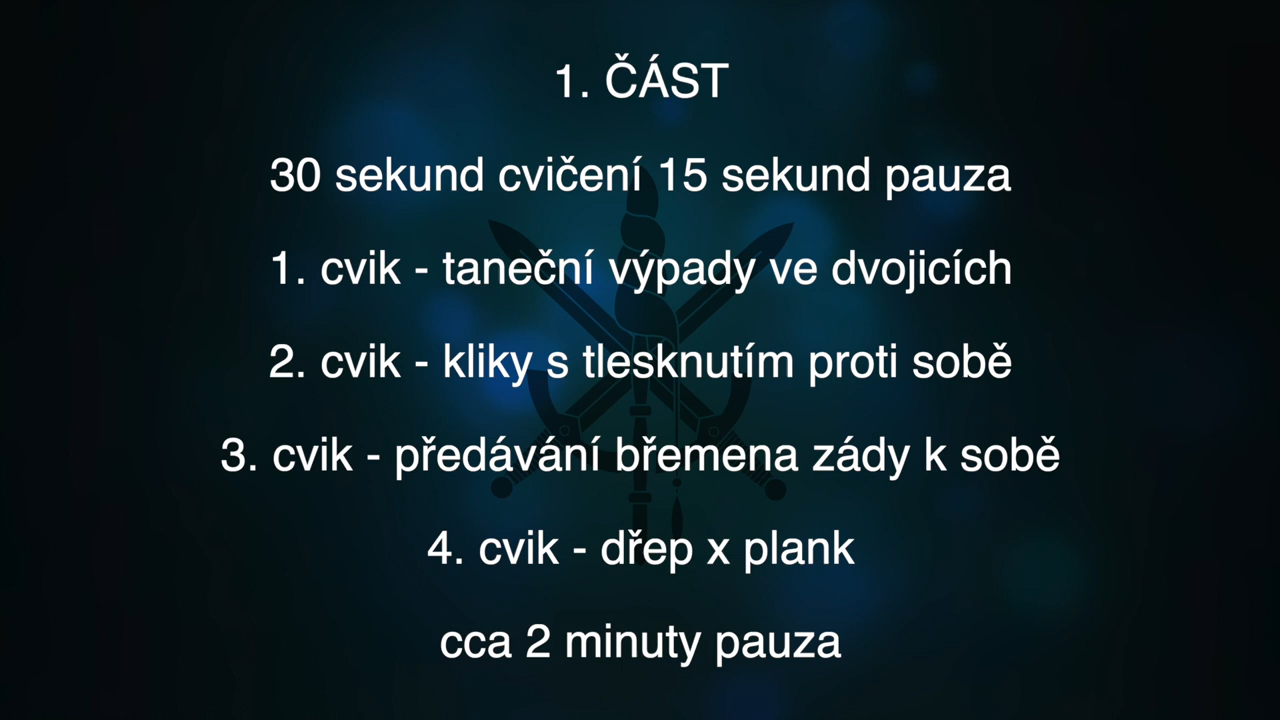 1. ČÁST
30 sekund cvičení 15 sekund pauza
1. cvik - taneční výpady ve dvojicích
2. cvik - kliky s tlesknutím proti sobě
3. cvik - předávání břemena zády k sobě
4. cvik - dřep x plank
cca 2 minuty pauza